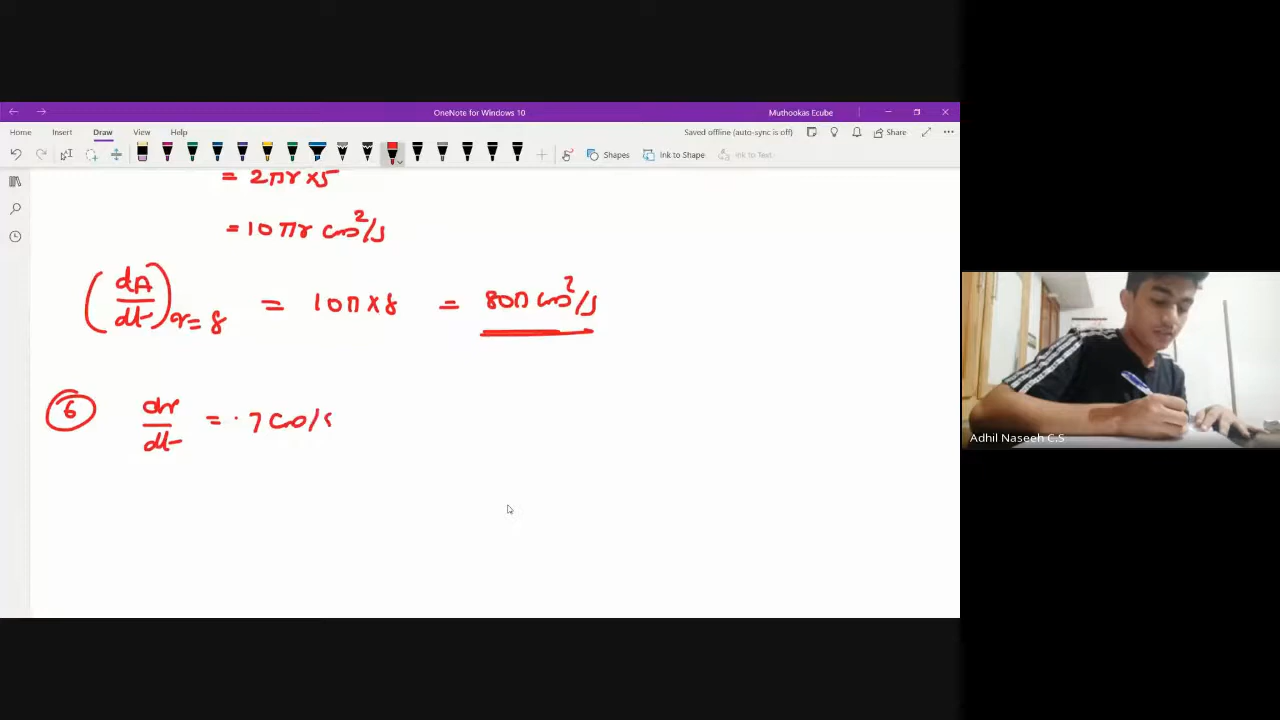 OneNote for Windows 10
Muthookas Ecube
Home Insert Draw View Help
Saved offline (auto-sync is off)
Share
Shapes
Ink to Shape
Ink to Text
= 2πr×5
= 10πr cm²/s
(dA/dt)r=8 = 10π×8 = 80π cm²/s
6 dr/dt = .7 cm/s
Adhil Naseeh C.S